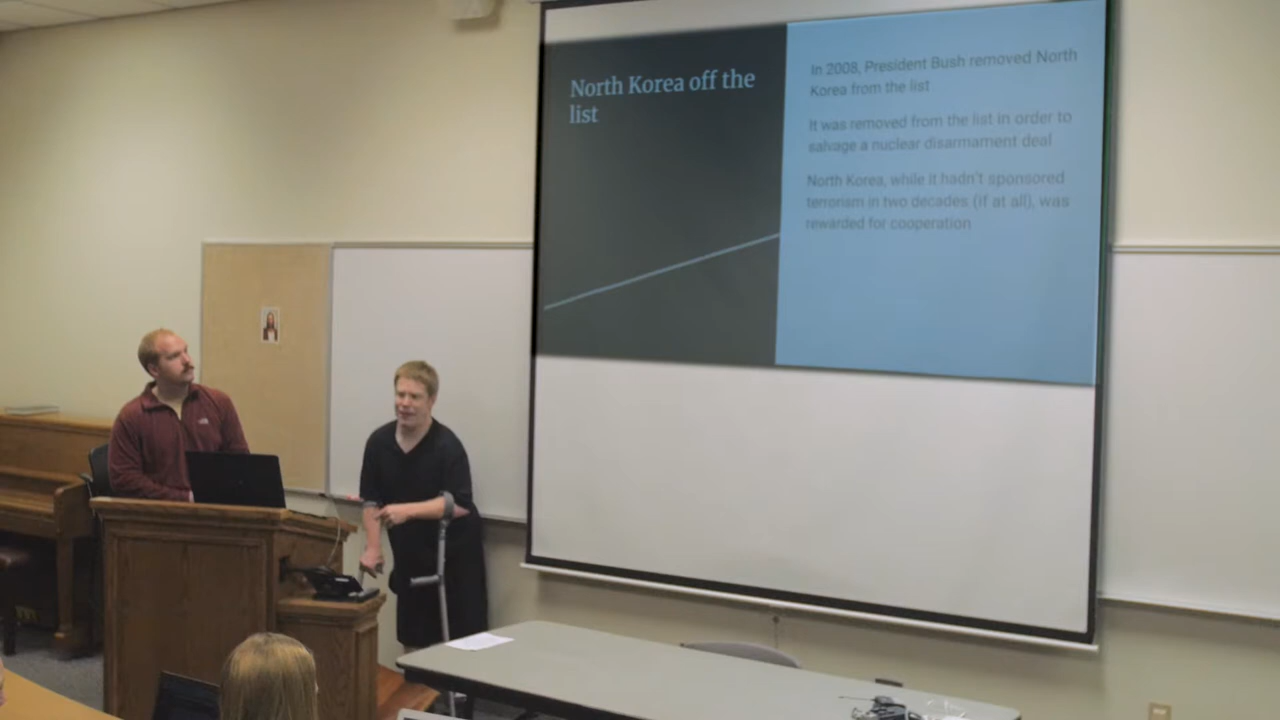 North Korea off the
list
In 2008, President Bush removed North
Korea from the list
It was removed from the list in order to
salvage a nuclear disarmament deal
North Korea, while it hadn't sponsored
terrorism in two decades (if at all), was
rewarded for cooperation